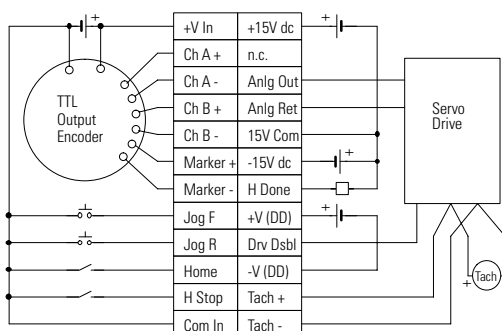 +V In +15V dc
Ch A + n.c.
Ch A - Anlg Out
Ch B + Anlg Ret
Ch B - 15V Com
Marker + -15V dc
Marker - H Done
Jog F +V (DD)
Jog R Drv Dsbl
Home -V (DD)
H Stop Tach +
Com In Tach -
TTL
Output
Encoder
Servo
Drive
Tach
+
+
+
+
+